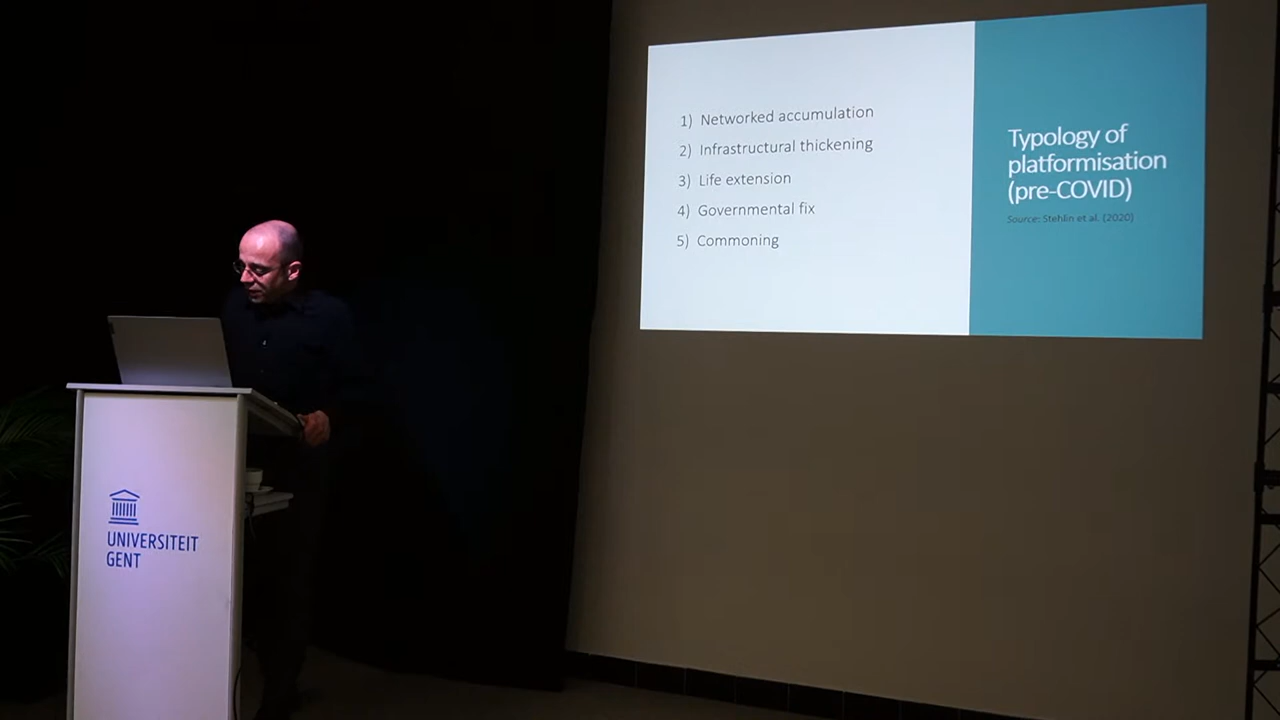 1) Networked accumulation
2) Infrastructural thickening
3) Life extension
4) Governmental fix
5) Commoning
Typology of
platformisation
(pre-COVID)
Source: Stehlin et al. (2020)
UNIVERSITEIT
GENT